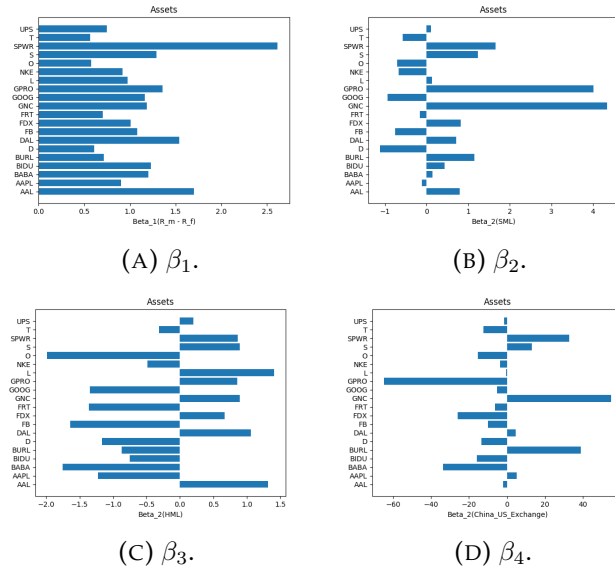 Assets
UPS
T
SPWR
S
O
NKE
L
GPRO
GOOG
GNC
FRT
FDX
FB
DAL
D
BURL
BIDU
BABA
AAPL
AAL
0.0 0.5 1.0 1.5 2.0 2.5
Beta_1(R_m - R_f)
(A) β₁.
Assets
UPS
T
SPWR
S
O
NKE
L
GPRO
GOOG
GNC
FRT
FDX
FB
DAL
D
BURL
BIDU
BABA
AAPL
AAL
−1 0 1 2 3 4
Beta_2(SML)
(B) β₂.
Assets
UPS
T
SPWR
S
O
NKE
L
GPRO
GOOG
GNC
FRT
FDX
FB
DAL
D
BURL
BIDU
BABA
AAPL
AAL
−2.0 −1.5 −1.0 −0.5 0.0 0.5 1.0 1.5
Beta_2(HML)
(C) β₃.
Assets
UPS
T
SPWR
S
O
NKE
L
GPRO
GOOG
GNC
FRT
FDX
FB
DAL
D
BURL
BIDU
BABA
AAPL
AAL
−60 −40 −20 0 20 40
Beta_2(China_US_Exchange)
(D) β₄.